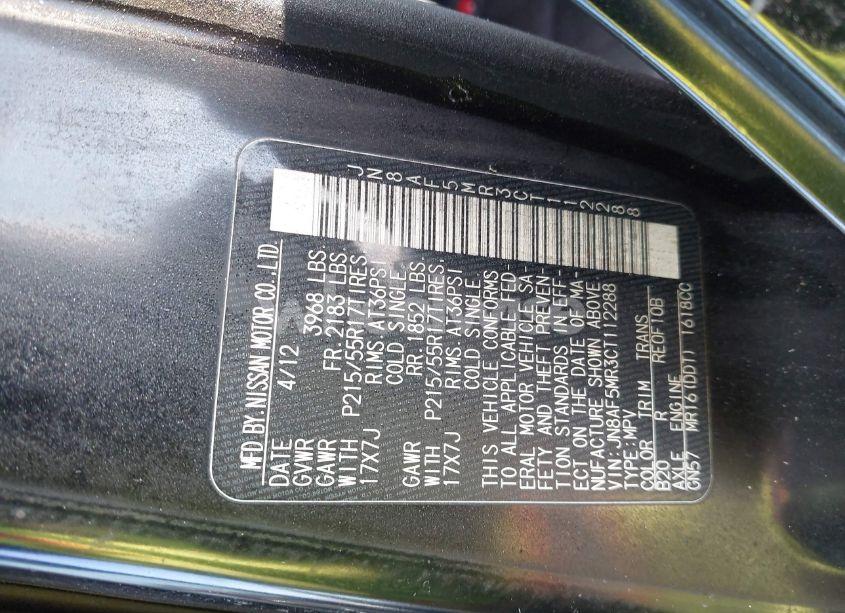 JN8AF5MR3CT112288
MFD BY:NISSAN MOTOR CO.,LTD.
DATE 4/12
GVWR 3968 LBS.
GAWR FR 2183 LBS.
WITH P215/55R17TIRES.
17X7J RIMS AT36PSI
COLD SINGLE
GAWR RR 1852 LBS.
WITH P215/55R17TIRES.
17X7J RIMS AT36PSI
COLD SINGLE
THIS VEHICLE CONFORMS
TO ALL APPLICABLE FED-
ERAL MOTOR VEHICLE SA-
FETY AND THEFT PREVEN-
TION STANDARDS IN EFF-
ECT ON THE DATE OF MA-
NUFACTURE SHOWN ABOVE.
VIN:JN8AF5MR3CT112288
TYPE:MPV
COLOR TRIM TRANS
B20 R RE0F10B
AXLE ENGINE
GN57 MR16(DDT) 1618CC